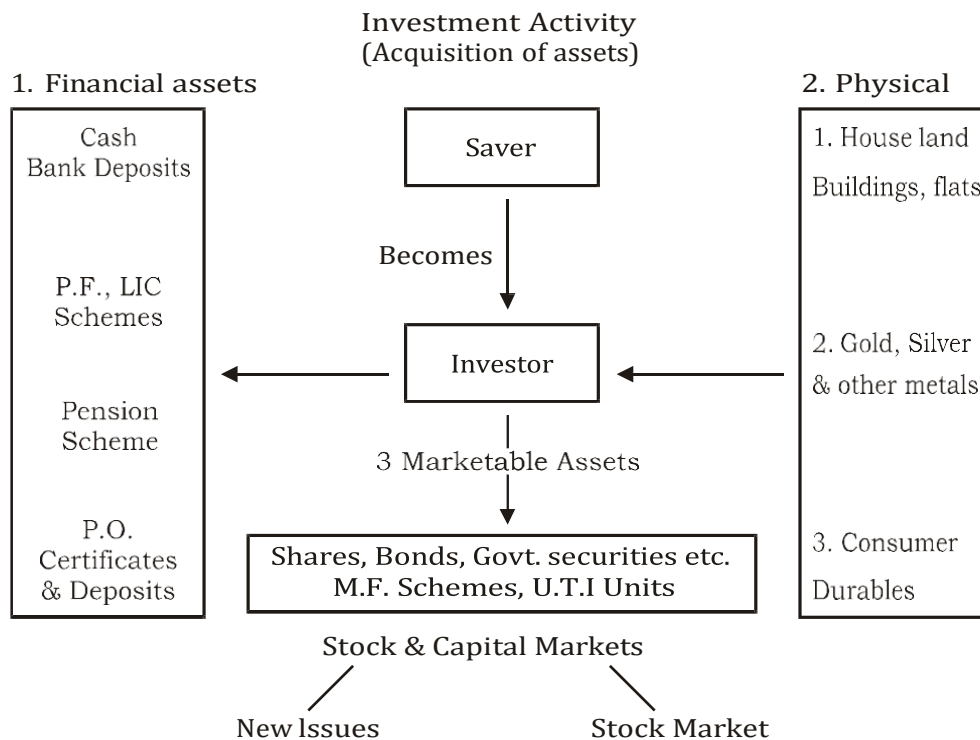 Investment Activity
(Acquisition of assets)
1. Financial assets
Cash
Bank Deposits
P.F., LIC
Schemes
Pension
Scheme
P.O.
Certificates
& Deposits
Saver
Becomes
Investor
3 Marketable Assets
Shares, Bonds, Govt. securities etc.
M.F. Schemes, U.T.I Units
Stock & Capital Markets
New Issues
Stock Market
2. Physical
1. House land
Buildings, flats
2. Gold, Silver
& other metals
3. Consumer
Durables